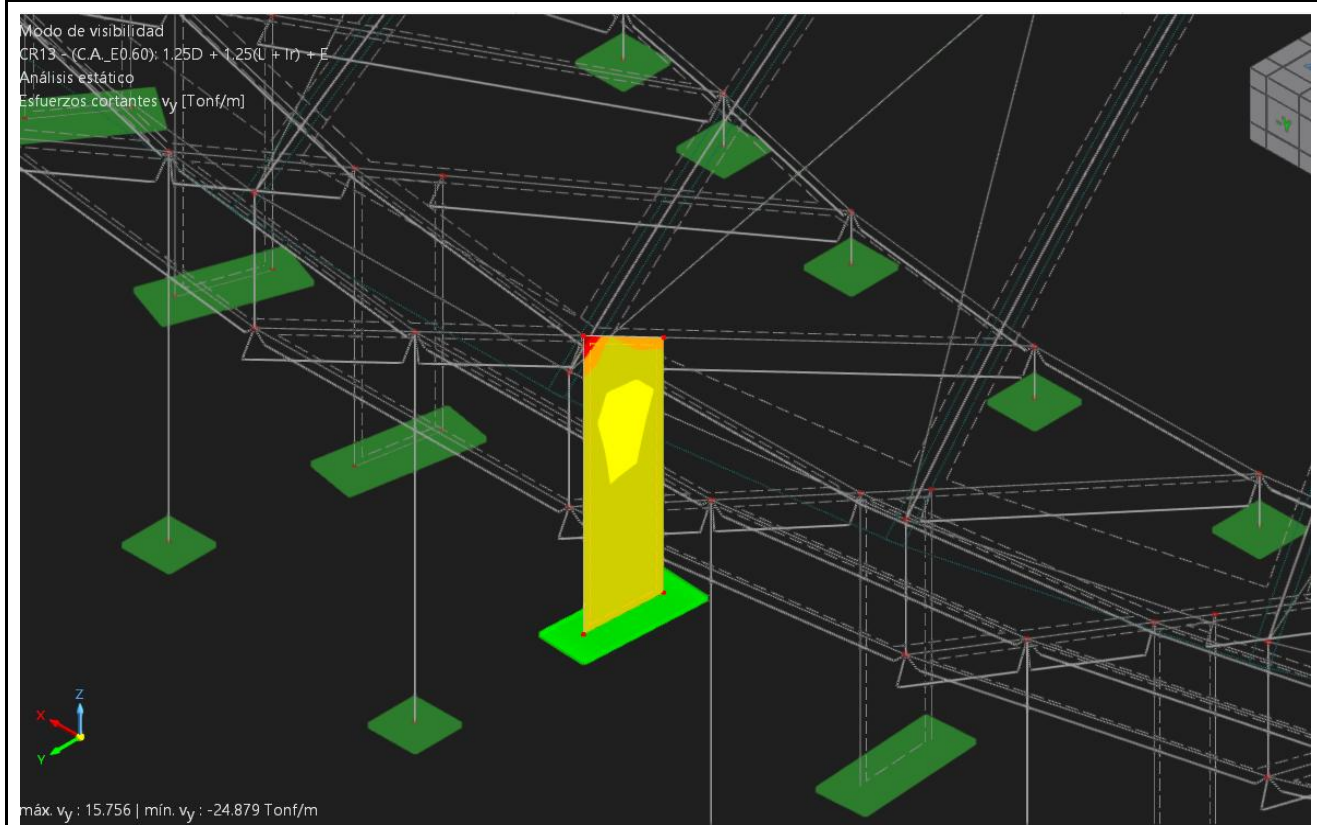 Modo de visibilidad
CR13 - (C.A._E0.60): 1.25D + 1.25(L + lr) + E
Análisis estático
Esfuerzos cortantes vy [Tonf/m]
-Y
Z
X
Y
máx. vy : 15.756 | mín. vy : -24.879 Tonf/m